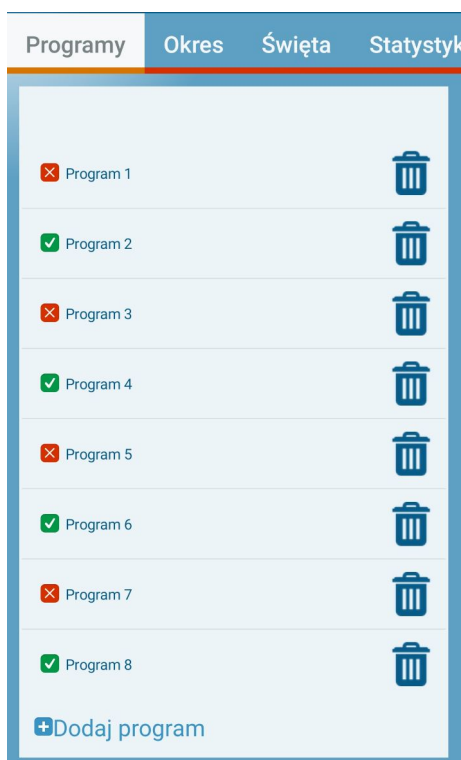 Programy Okres Święta Statystyk
Program 1
Program 2
Program 3
Program 4
Program 5
Program 6
Program 7
Program 8
Dodaj program